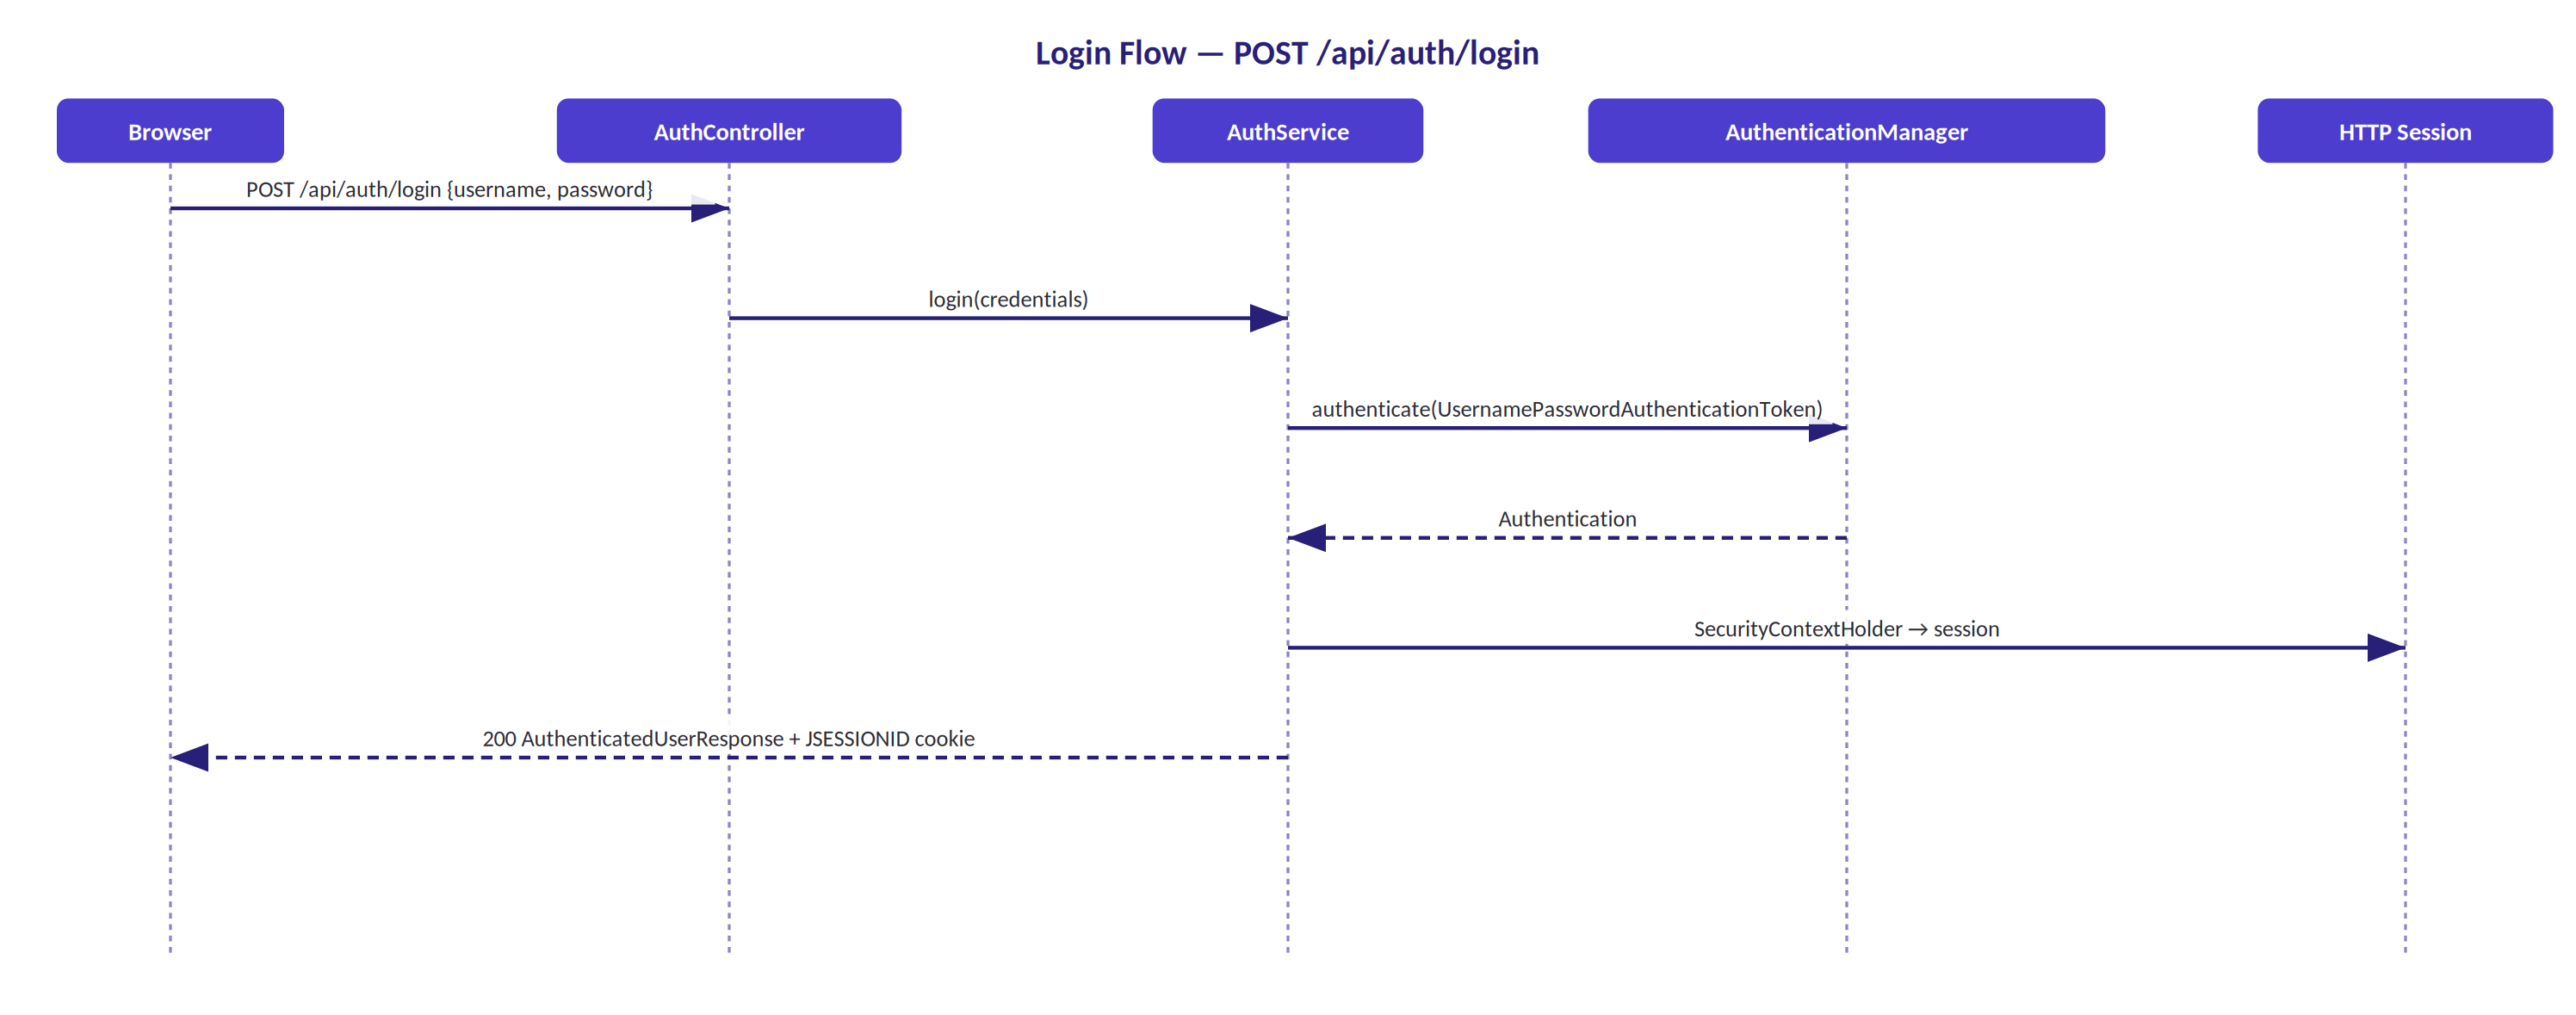 Login Flow — POST /api/auth/login
Browser
AuthController
AuthService
AuthenticationManager
HTTP Session
POST /api/auth/login {username, password}
login(credentials)
authenticate(UsernamePasswordAuthenticationToken)
Authentication
SecurityContextHolder → session
200 AuthenticatedUserResponse + JSESSIONID cookie